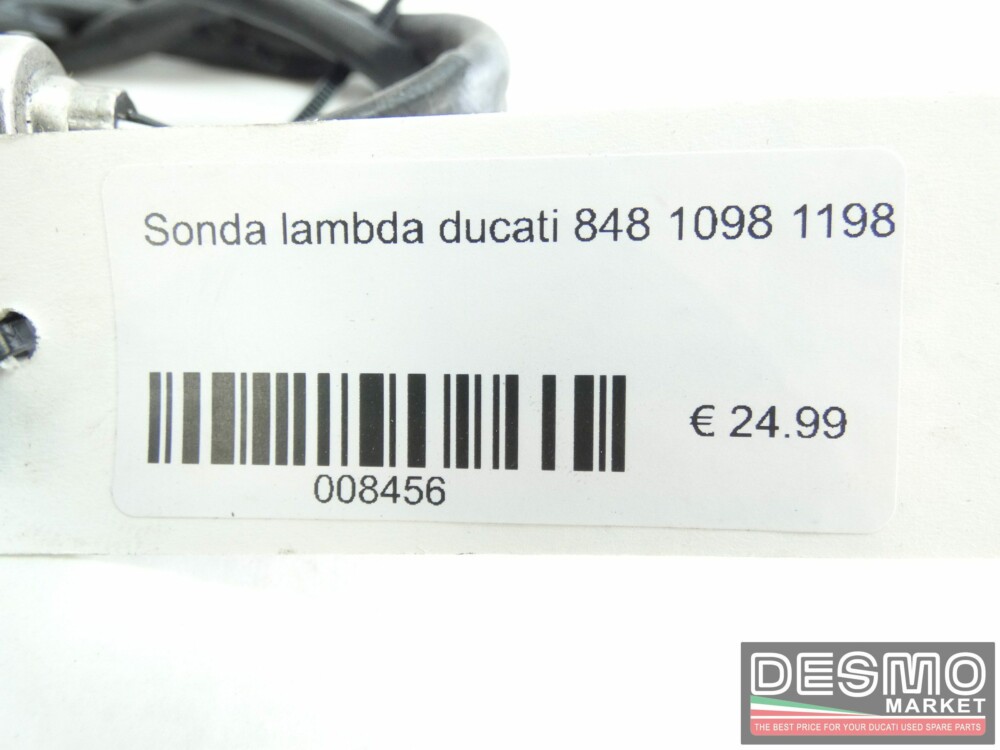 Sonda lambda ducati 848 1098 1198
€ 24.99
008456
DESMO
MARKET
THE BEST PRICE FOR YOUR DUCATI USED SPARE PARTS